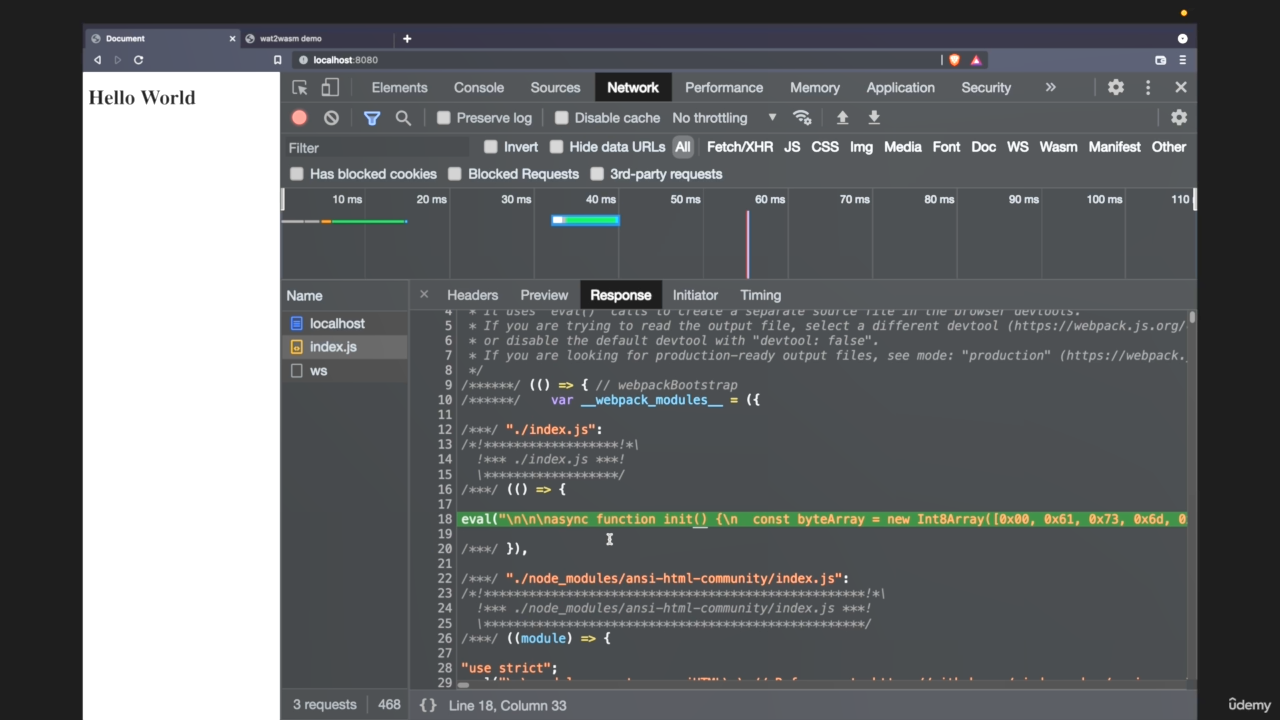 Document
wat2wasm demo
localhost:8080
Hello World
Elements Console Sources Network Performance Memory Application Security
Preserve log Disable cache No throttling
Filter Invert Hide data URLs All Fetch/XHR JS CSS Img Media Font Doc WS Wasm Manifest Other
Has blocked cookies Blocked Requests 3rd-party requests
10 ms 20 ms 30 ms 40 ms 50 ms 60 ms 70 ms 80 ms 90 ms 100 ms 110
Name
Headers Preview Response Initiator Timing
localhost
index.js
ws
4 * It uses "eval()" calls to create a separate source file in the browser devtools.
5 * If you are trying to read the output file, select a different devtool (https://webpack.js.org/
6 * or disable the default devtool with "devtool: false".
7 * If you are looking for production-ready output files, see mode: "production" (https://webpack.
8 */
9 /******/ (() => { // webpackBootstrap
10 /******/ var __webpack_modules__ = ({
11
12 /***/ "./index.js":
13 /*!******************!*\
14 !*** ./index.js ***!
15 \******************/
16 /***/ (() => {
17
18 eval("\n\n\nasync function init() {\n const byteArray = new Int8Array([0x00, 0x61, 0x73, 0x6d, 0
19
20 /***/ }),
21
22 /***/ "./node_modules/ansi-html-community/index.js":
23 /*!***************************************************!*\
24 !*** ./node_modules/ansi-html-community/index.js ***!
25 \***************************************************/
26 /***/ ((module) => {
27
28 "use strict";
29
3 requests 468
{} Line 18, Column 33
ûdemy